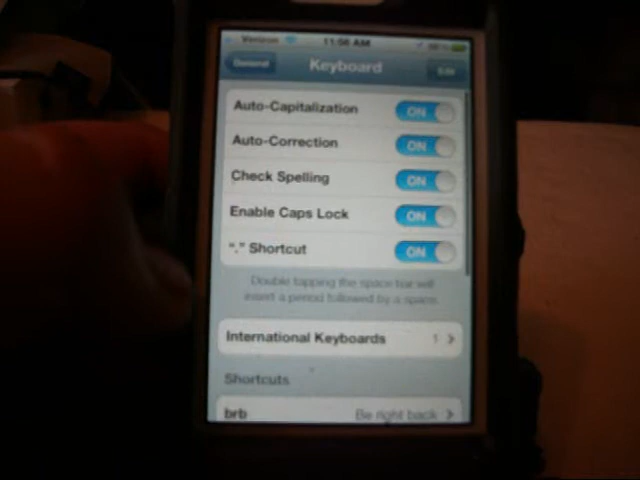 Verizon 11:06 AM
General Keyboard Edit
Auto-Capitalization ON
Auto-Correction ON
Check Spelling ON
Enable Caps Lock ON
"." Shortcut ON
Double tapping the space bar will
insert a period followed by a space.
International Keyboards 1
Shortcuts
brb Be right back